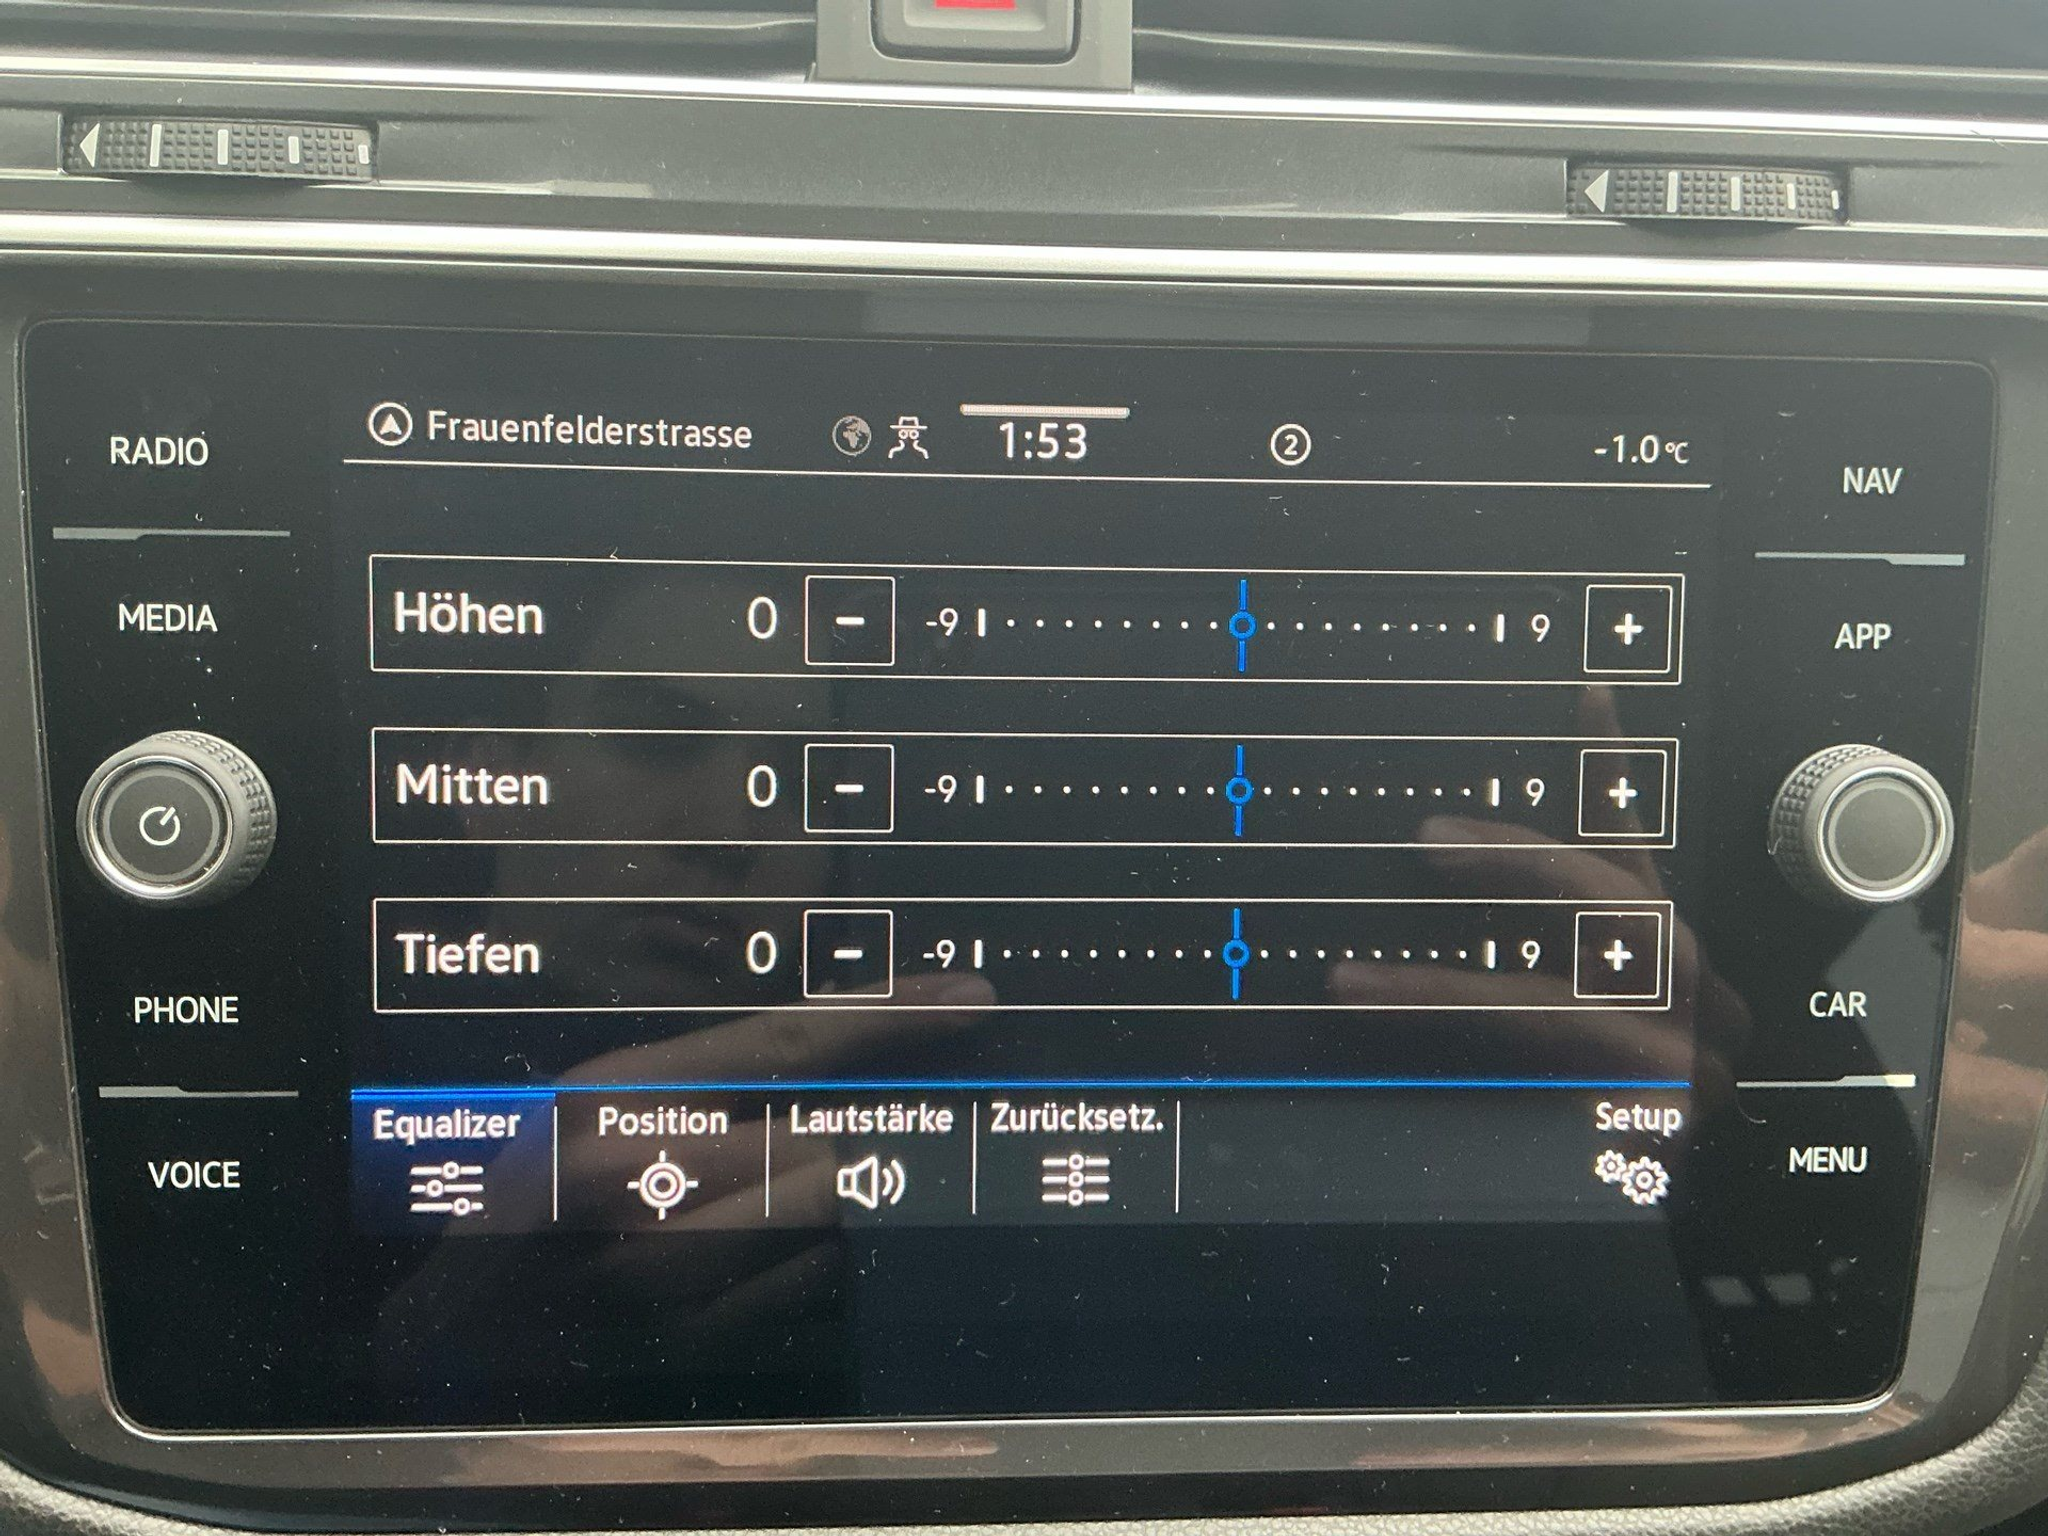 RADIO
MEDIA
PHONE
VOICE
Frauenfelderstrasse 1:53 2 -1.0°C
Höhen 0 - -9 9 +
Mitten 0 - -9 9 +
Tiefen 0 - -9 9 +
Equalizer Position Lautstärke Zurücksetz. Setup
NAV
APP
CAR
MENU